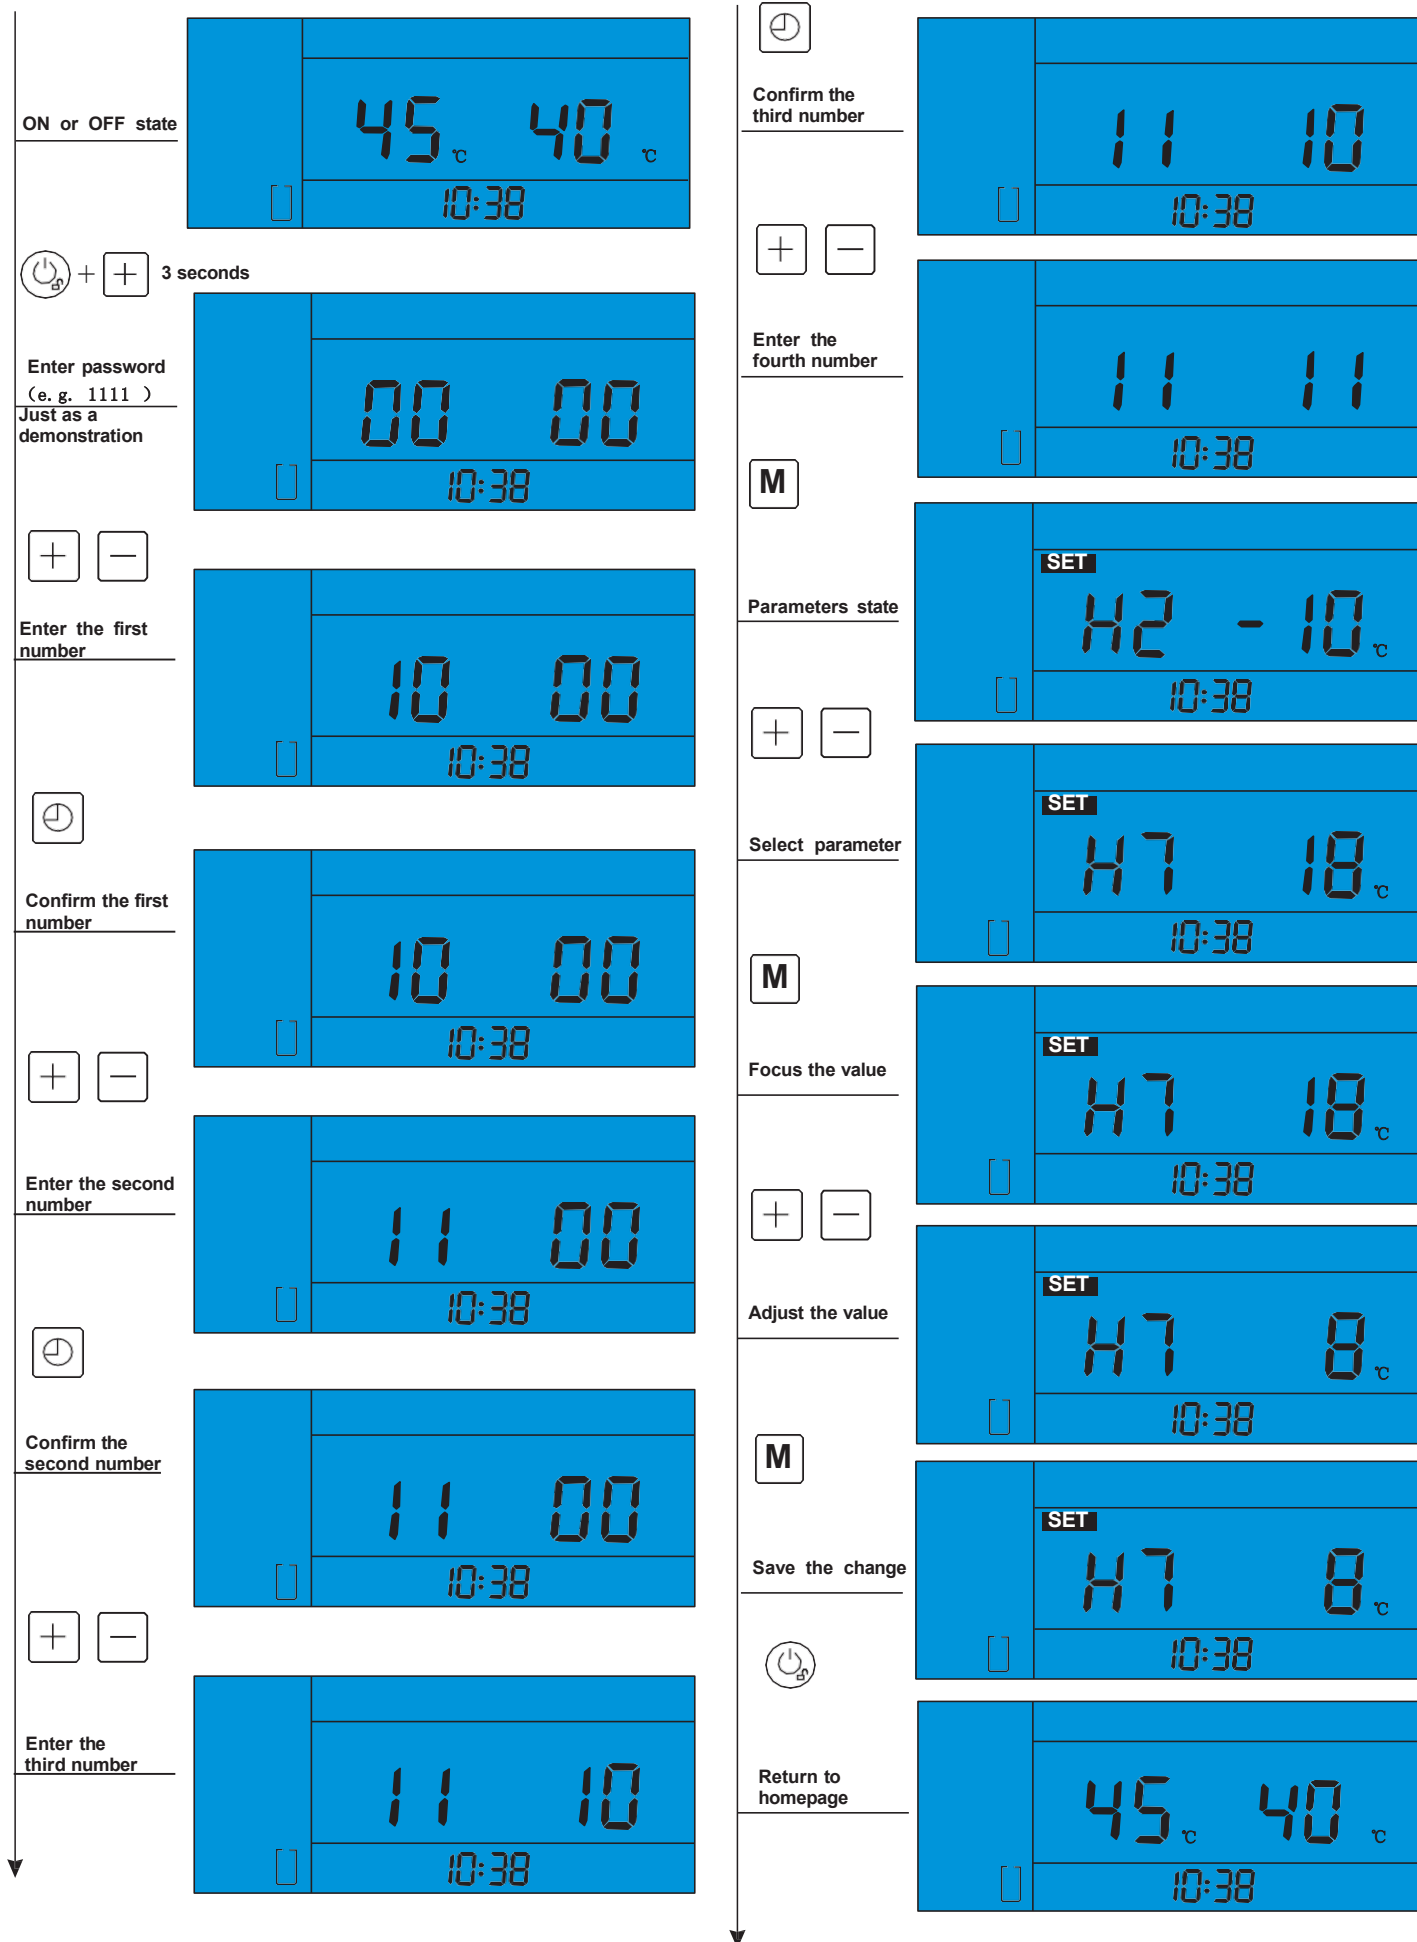 ON or OFF state
45 ℃ 40 ℃
10:38
+ + 3 seconds
Enter password
(e.g. 1111 )
Just as a
demonstration
00 00
10:38
+ −
Enter the first
number
10 00
10:38
Confirm the first
number
10 00
10:38
+ −
Enter the second
number
11 00
10:38
Confirm the
second number
11 00
10:38
+ −
Enter the
third number
11 10
10:38
Confirm the
third number
11 10
10:38
+ −
Enter the
fourth number
11 11
10:38
M
Parameters state
SET
H2 -10 ℃
10:38
+ −
Select parameter
SET
H7 18 ℃
10:38
M
Focus the value
SET
H7 18 ℃
10:38
+ −
Adjust the value
SET
H7 8 ℃
10:38
M
Save the change
SET
H7 8 ℃
10:38
Return to
homepage
45 ℃ 40 ℃
10:38